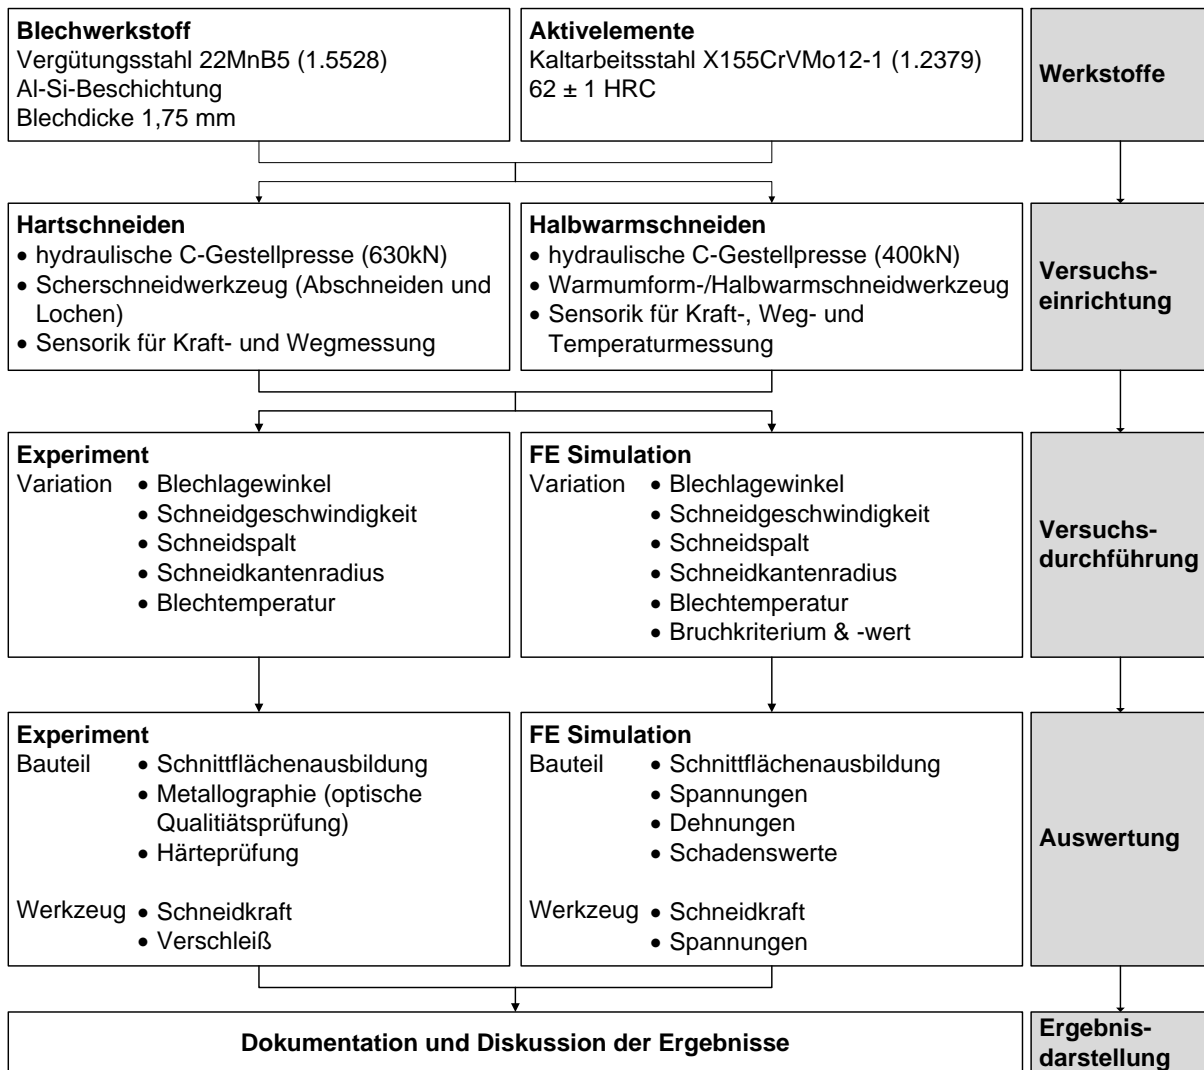 Blechwerkstoff
Vergütungsstahl 22MnB5 (1.5528)
Al-Si-Beschichtung
Blechdicke 1,75 mm
Aktivelemente
Kaltarbeitsstahl X155CrVMo12-1 (1.2379)
62 ± 1 HRC
Werkstoffe
Hartschneiden
• hydraulische C-Gestellpresse (630kN)
• Scherschneidwerkzeug (Abschneiden und
Lochen)
• Sensorik für Kraft- und Wegmessung
Halbwarmschneiden
• hydraulische C-Gestellpresse (400kN)
• Warmumform-/Halbwarmschneidwerkzeug
• Sensorik für Kraft-, Weg- und
Temperaturmessung
Versuchs-
einrichtung
Experiment
Variation • Blechlagewinkel
• Schneidgeschwindigkeit
• Schneidspalt
• Schneidkantenradius
• Blechtemperatur
FE Simulation
Variation • Blechlagewinkel
• Schneidgeschwindigkeit
• Schneidspalt
• Schneidkantenradius
• Blechtemperatur
• Bruchkriterium & -wert
Versuchs-
durchführung
Experiment
Bauteil • Schnittflächenausbildung
• Metallographie (optische
Qualitiätsprüfung)
• Härteprüfung
Werkzeug • Schneidkraft
• Verschleiß
FE Simulation
Bauteil • Schnittflächenausbildung
• Spannungen
• Dehnungen
• Schadenswerte
Werkzeug • Schneidkraft
• Spannungen
Auswertung
Dokumentation und Diskussion der Ergebnisse
Ergebnis-
darstellung